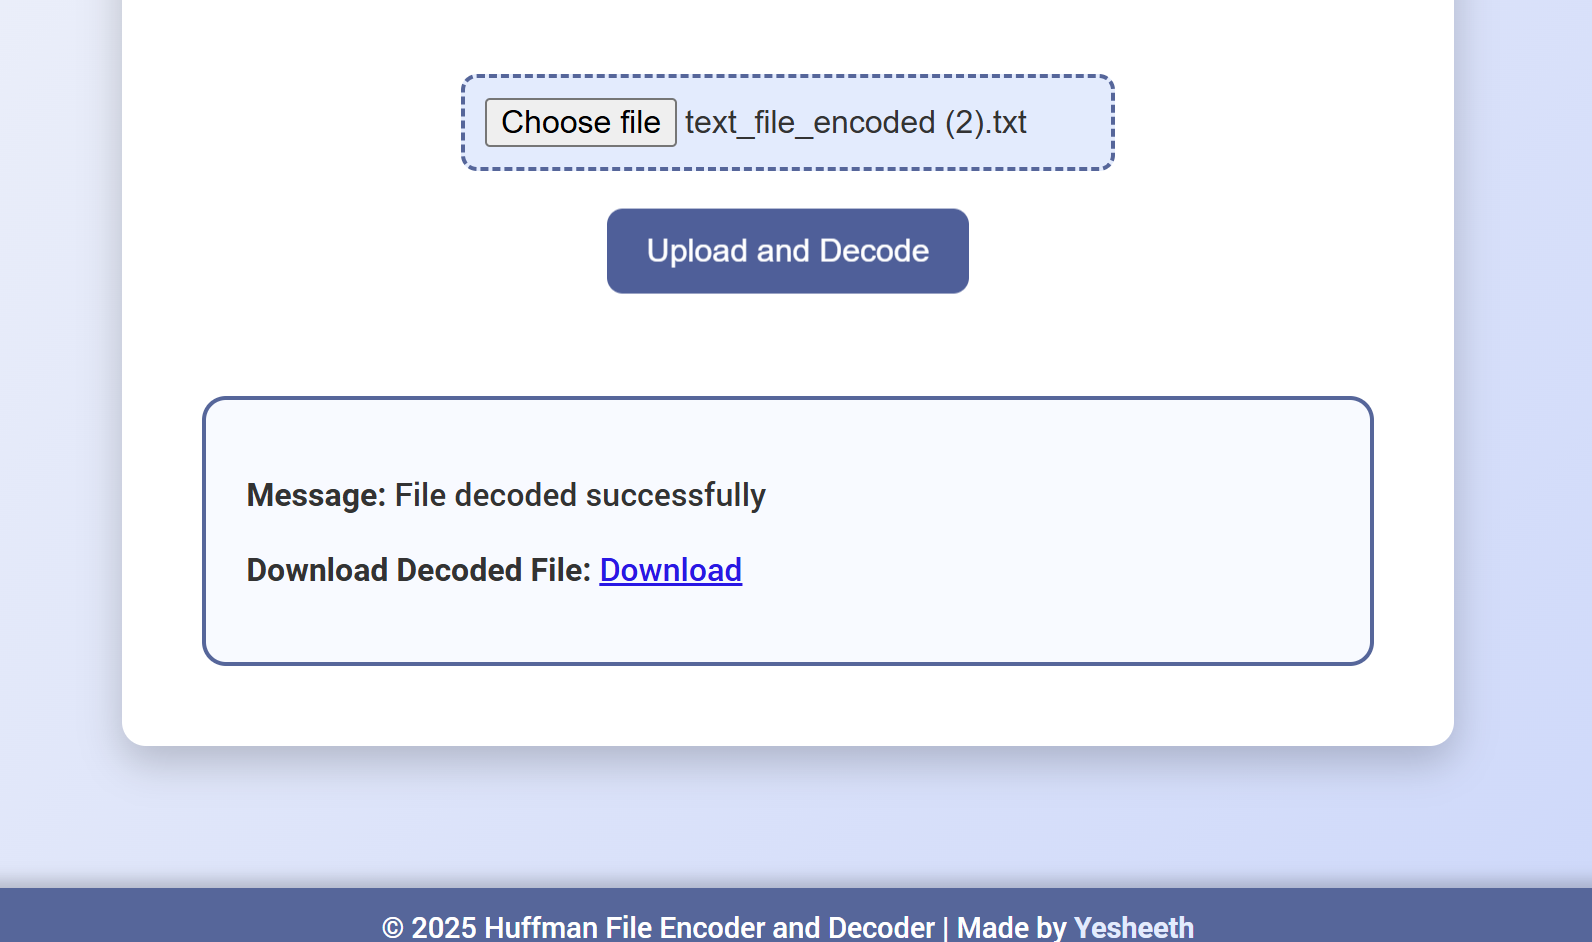 Choose file text_file_encoded (2).txt
Upload and Decode
Message: File decoded successfully
Download Decoded File: Download
© 2025 Huffman File Encoder and Decoder | Made by Yesheeth